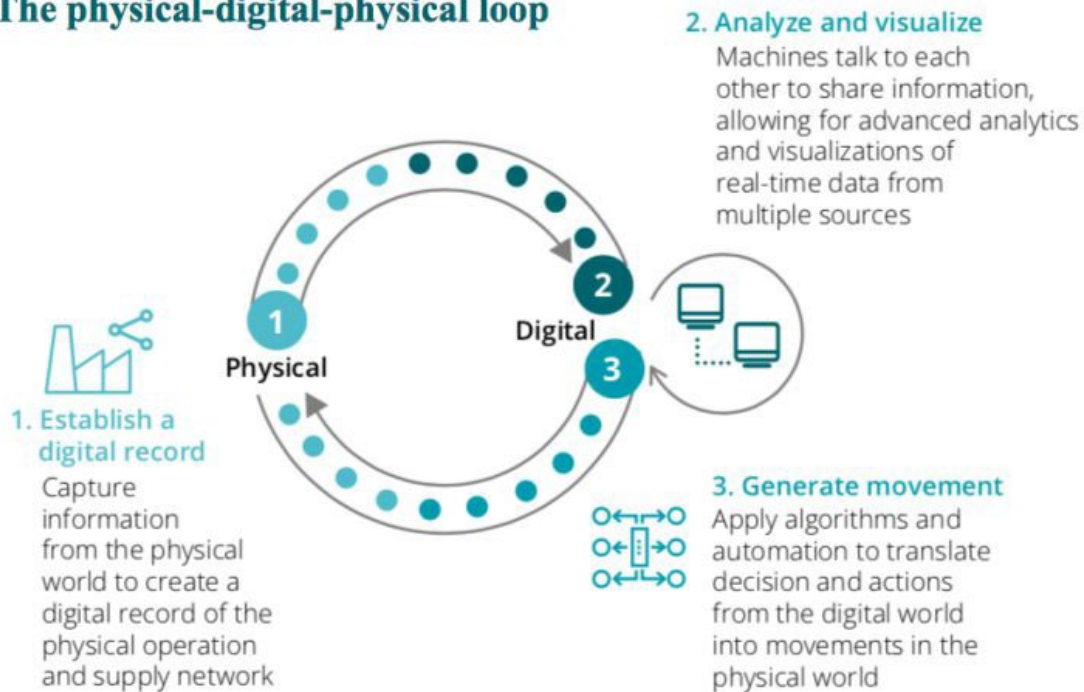 The physical-digital-physical loop
2. Analyze and visualize
Machines talk to each
other to share information,
allowing for advanced analytics
and visualizations of
real-time data from
multiple sources
1
Physical
2
Digital
3
1. Establish a
digital record
Capture
information
from the physical
world to create a
digital record of the
physical operation
and supply network
3. Generate movement
Apply algorithms and
automation to translate
decision and actions
from the digital world
into movements in the
physical world